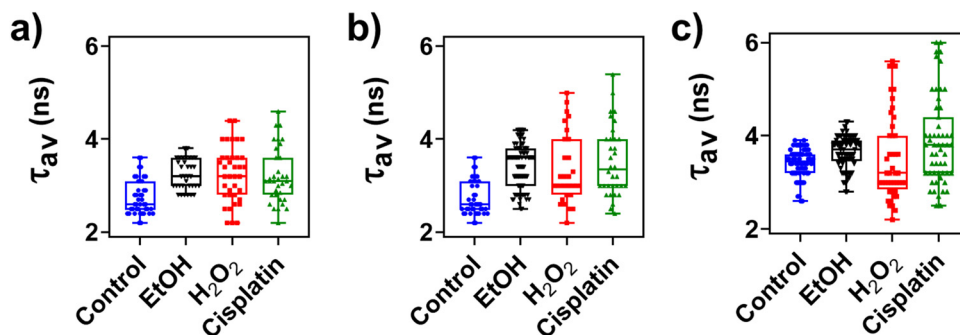 a)
τav (ns)
6
4
2
Control
EtOH
H₂O₂
Cisplatin
b)
τav (ns)
6
4
2
Control
EtOH
H₂O₂
Cisplatin
c)
τav (ns)
6
4
2
Control
EtOH
H₂O₂
Cisplatin